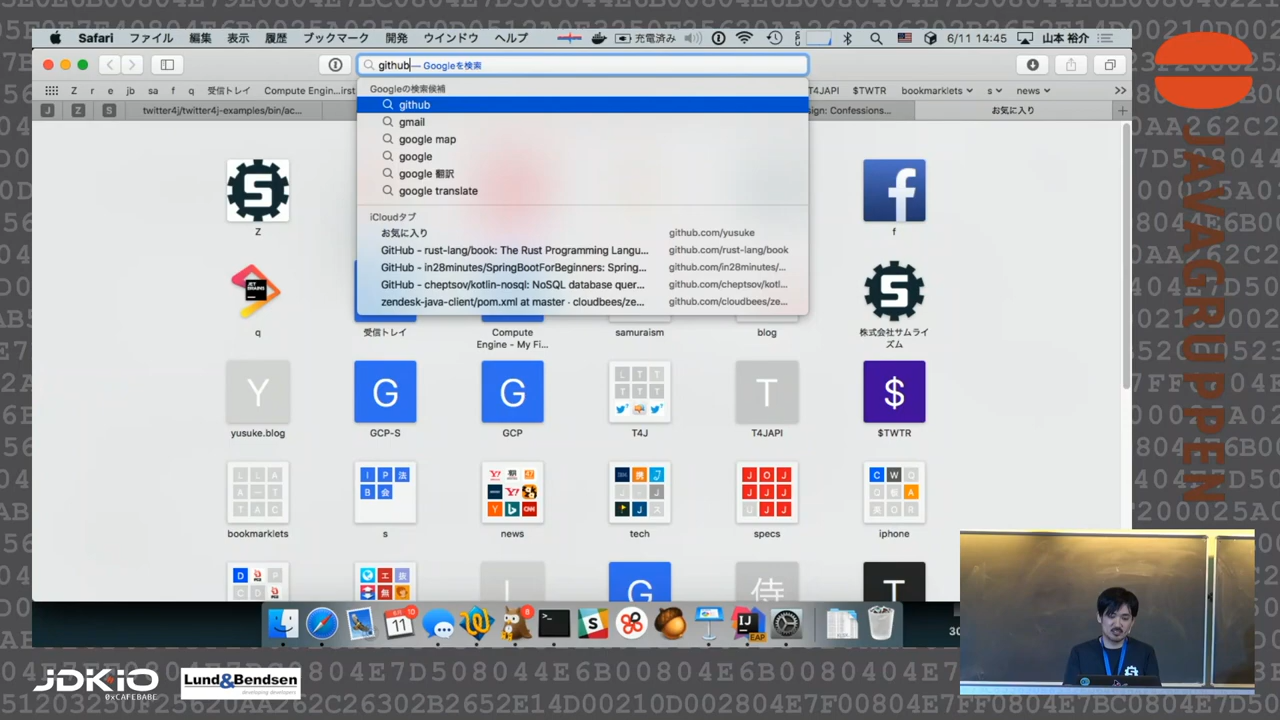 Safari ファイル 編集 表示 履歴 ブックマーク 開発 ウインドウ ヘルプ 充電済み 6/11 14:45 山本 裕介
github — Googleを検索
Z r e jb sa f q 受信トレイ Compute Engin...irst
T4JAPI $TWTR bookmarklets s news
twitter4j/twitter4j-examples/bin/ac...
ign: Confessions...
お気に入り
Googleの検索候補
github
gmail
google map
google
google 翻訳
google translate
iCloudタブ
お気に入り github.com/yusuke
GitHub - rust-lang/book: The Rust Programming Langu... github.com/rust-lang/book
GitHub - in28minutes/SpringBootForBeginners: Spring... github.com/in28minutes/...
GitHub - cheptsov/kotlin-nosql: NoSQL database quer... github.com/cheptsov/kotl...
zendesk-java-client/pom.xml at master · cloudbees/ze... github.com/cloudbees/ze...
Z
f
q
受信トレイ
Compute
Engine - My Fi...
samuraism
blog
株式会社サムライ
ズム
yusuke.blog
GCP-S
GCP
T4J
T4JAPI
$TWTR
bookmarklets
s
news
tech
specs
iphone
JAVAGRUPPEN
JDKIO
0xCAFEBABE
Lund&Bendsen
developing developers